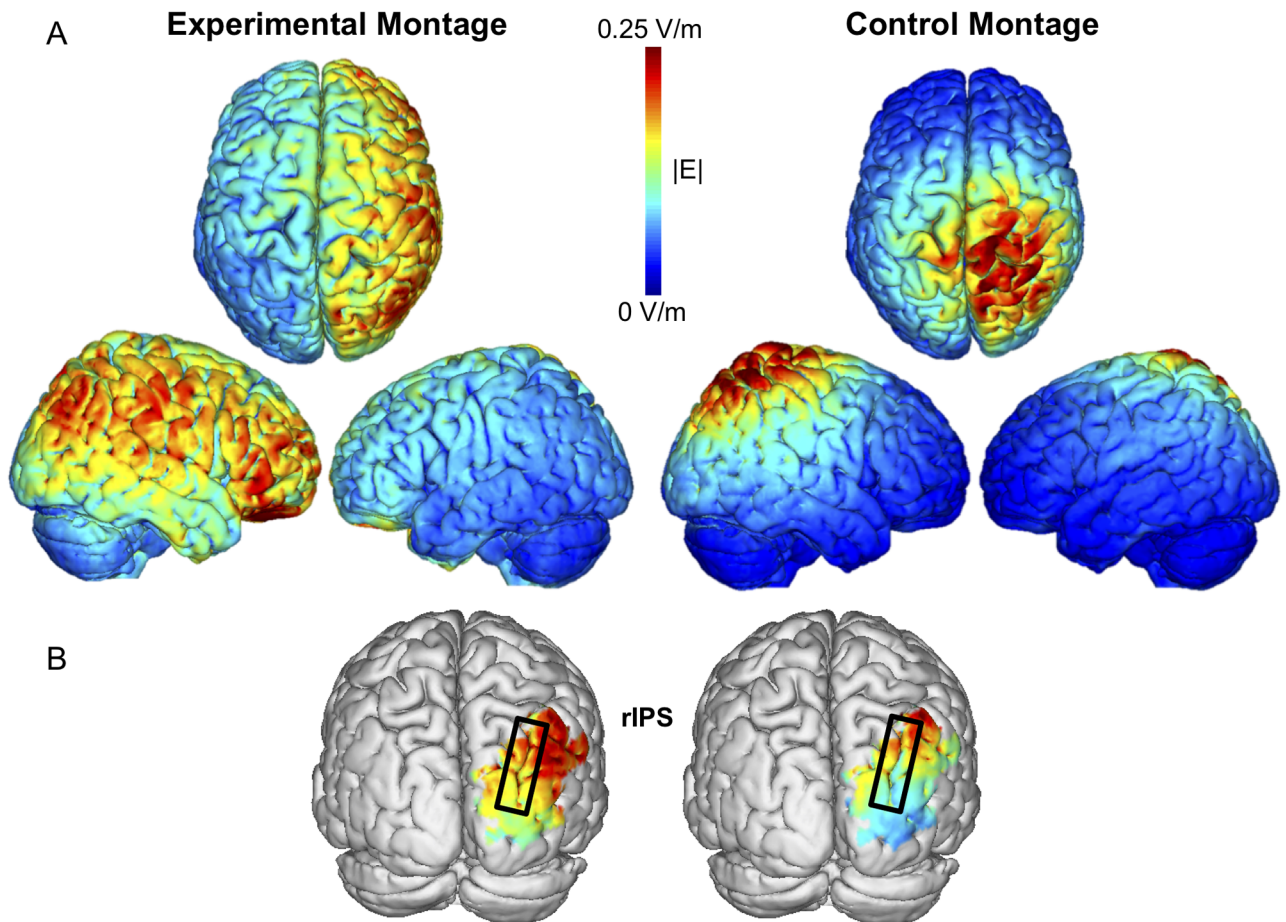 A
Experimental Montage
0.25 V/m
Control Montage
|E|
0 V/m
B
rIPS